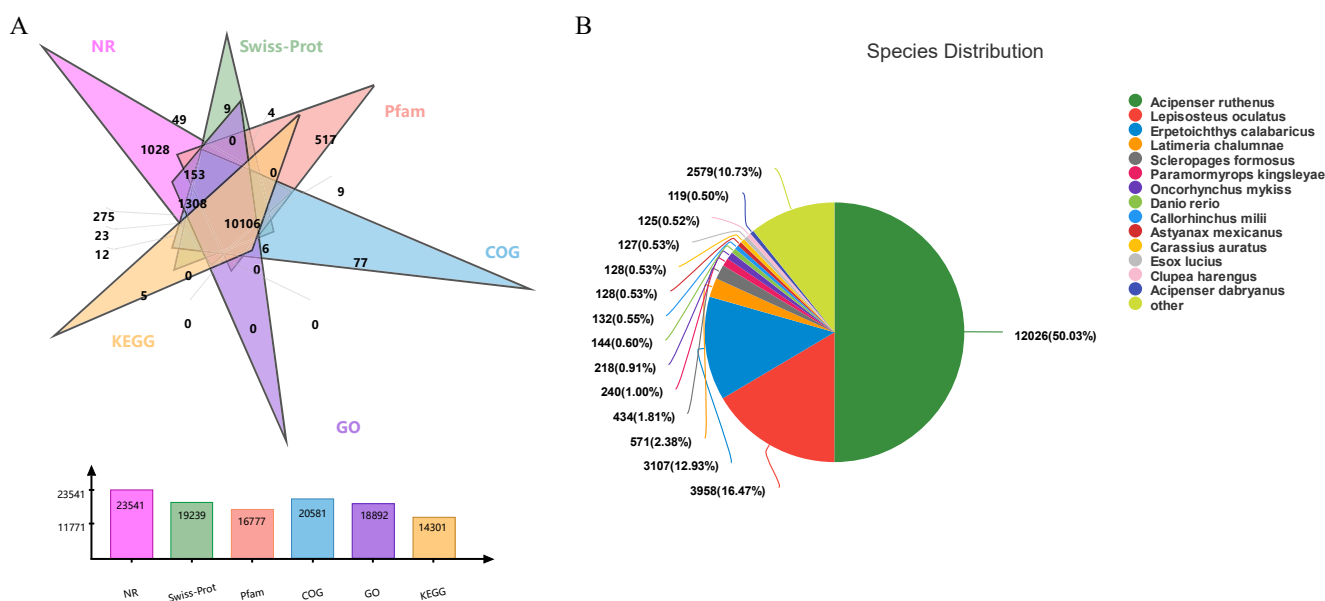 A
NR
Swiss-Prot
Pfam
COG
GO
KEGG
9
4
49
0
517
1028
153
0
9
1308
10106
275
23
12
6
0
77
0
5
0
0
0
23541
11771
23541
19239
16777
20581
18892
14301
NR
Swiss-Prot
Pfam
COG
GO
KEGG
B
Species Distribution
Acipenser ruthenus
Lepisosteus oculatus
Erpetoichthys calabaricus
Latimeria chalumnae
Scleropages formosus
Paramormyrops kingsleyae
Oncorhynchus mykiss
Danio rerio
Callorhinchus milii
Astyanax mexicanus
Carassius auratus
Esox lucius
Clupea harengus
Acipenser dabryanus
other
2579(10.73%)
119(0.50%)
125(0.52%)
127(0.53%)
128(0.53%)
128(0.53%)
132(0.55%)
144(0.60%)
218(0.91%)
240(1.00%)
434(1.81%)
571(2.38%)
3107(12.93%)
3958(16.47%)
12026(50.03%)